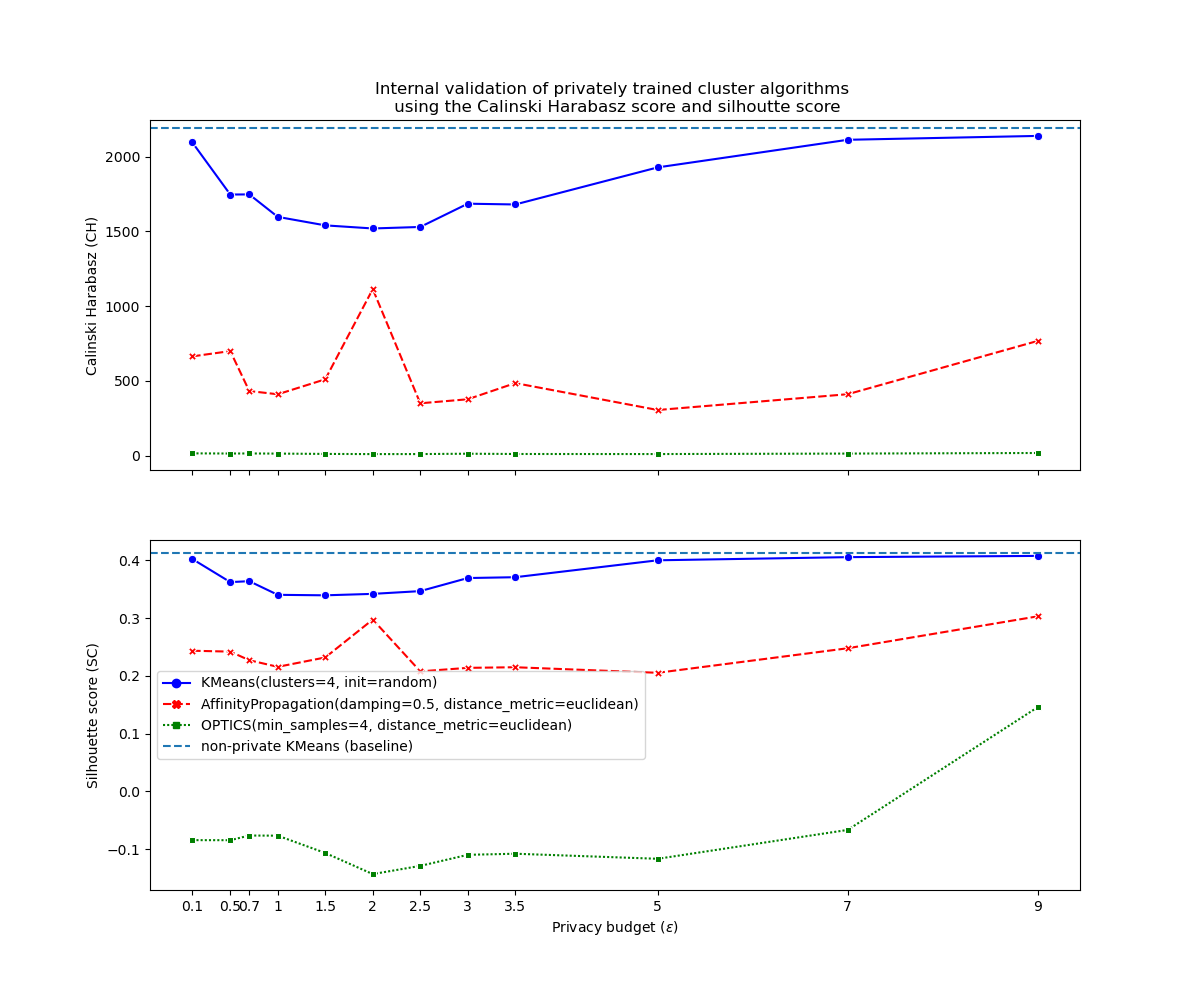 Internal validation of privately trained cluster algorithms
using the Calinski Harabasz score and silhoutte score
2000
1500
1000
500
0
Calinski Harabasz (CH)
0.4
0.3
0.2
0.1
0.0
−0.1
Silhouette score (SC)
KMeans(clusters=4, init=random)
AffinityPropagation(damping=0.5, distance_metric=euclidean)
OPTICS(min_samples=4, distance_metric=euclidean)
non-private KMeans (baseline)
0.1 0.5 0.7 1 1.5 2 2.5 3 3.5 5 7 9
Privacy budget (ε)